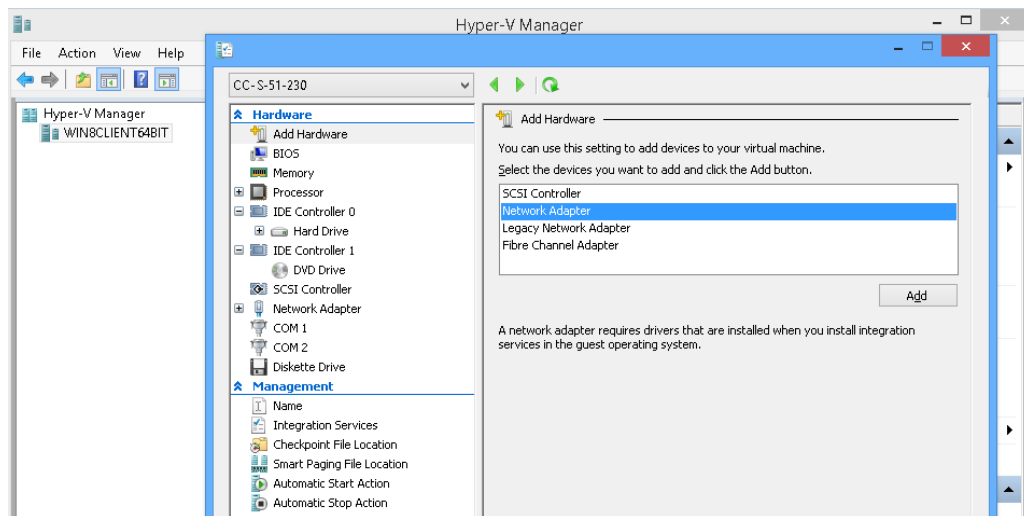 Hyper-V Manager
File Action View Help
Hyper-V Manager
WIN8CLIENT64BIT
CC-S-51-230
Hardware
Add Hardware
BIOS
Memory
Processor
IDE Controller 0
Hard Drive
IDE Controller 1
DVD Drive
SCSI Controller
Network Adapter
COM 1
COM 2
Diskette Drive
Management
Name
Integration Services
Checkpoint File Location
Smart Paging File Location
Automatic Start Action
Automatic Stop Action
Add Hardware
You can use this setting to add devices to your virtual machine.
Select the devices you want to add and click the Add button.
SCSI Controller
Network Adapter
Legacy Network Adapter
Fibre Channel Adapter
Add
A network adapter requires drivers that are installed when you install integration
services in the guest operating system.